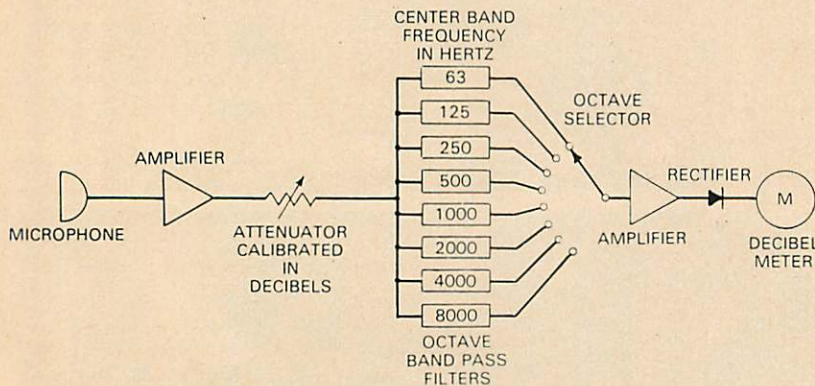 CENTER BAND
FREQUENCY
IN HERTZ
63
125
250
500
1000
2000
4000
8000
OCTAVE
BAND PASS
FILTERS
OCTAVE
SELECTOR
AMPLIFIER
MICROPHONE
ATTENUATOR
CALIBRATED
IN
DECIBELS
RECTIFIER
AMPLIFIER
M
DECIBEL
METER